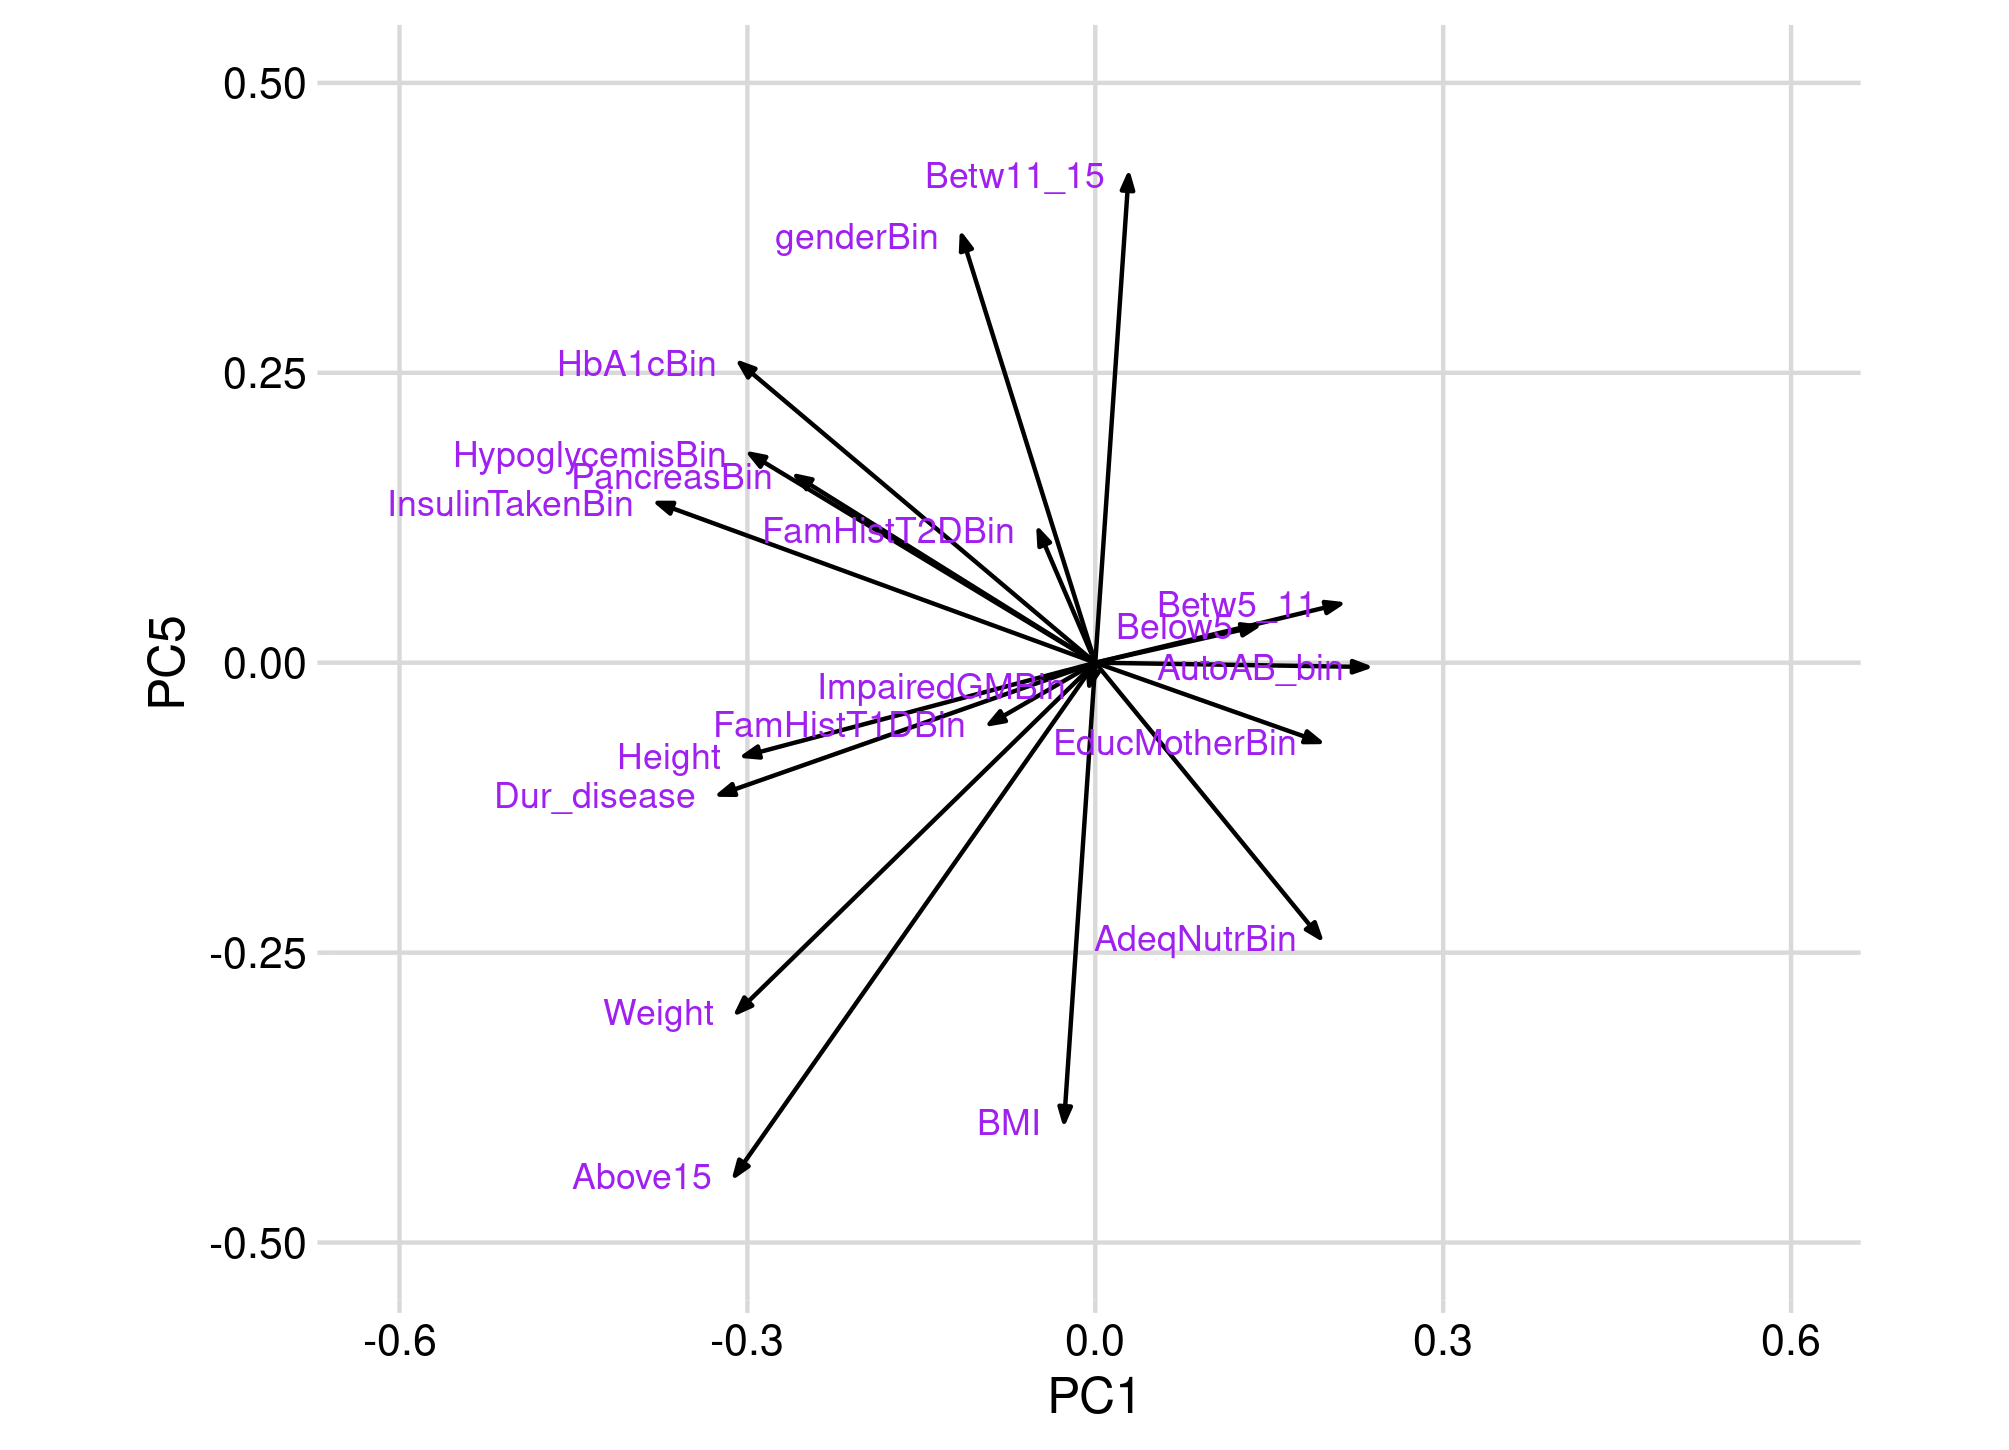 0.50
Betw11_15
genderBin
HbA1cBin
0.25
HypoglycemisBin
PancreasBin
InsulinTakenBin
FamHistT2DBin
Betw5_11
Below5
PC5
0.00
AutoAB_bin
ImpairedGMBin
FamHistT1DBin
EducMotherBin
Height
Dur_disease
AdeqNutrBin
-0.25
Weight
BMI
Above15
-0.50
-0.6
-0.3
0.0
0.3
0.6
PC1